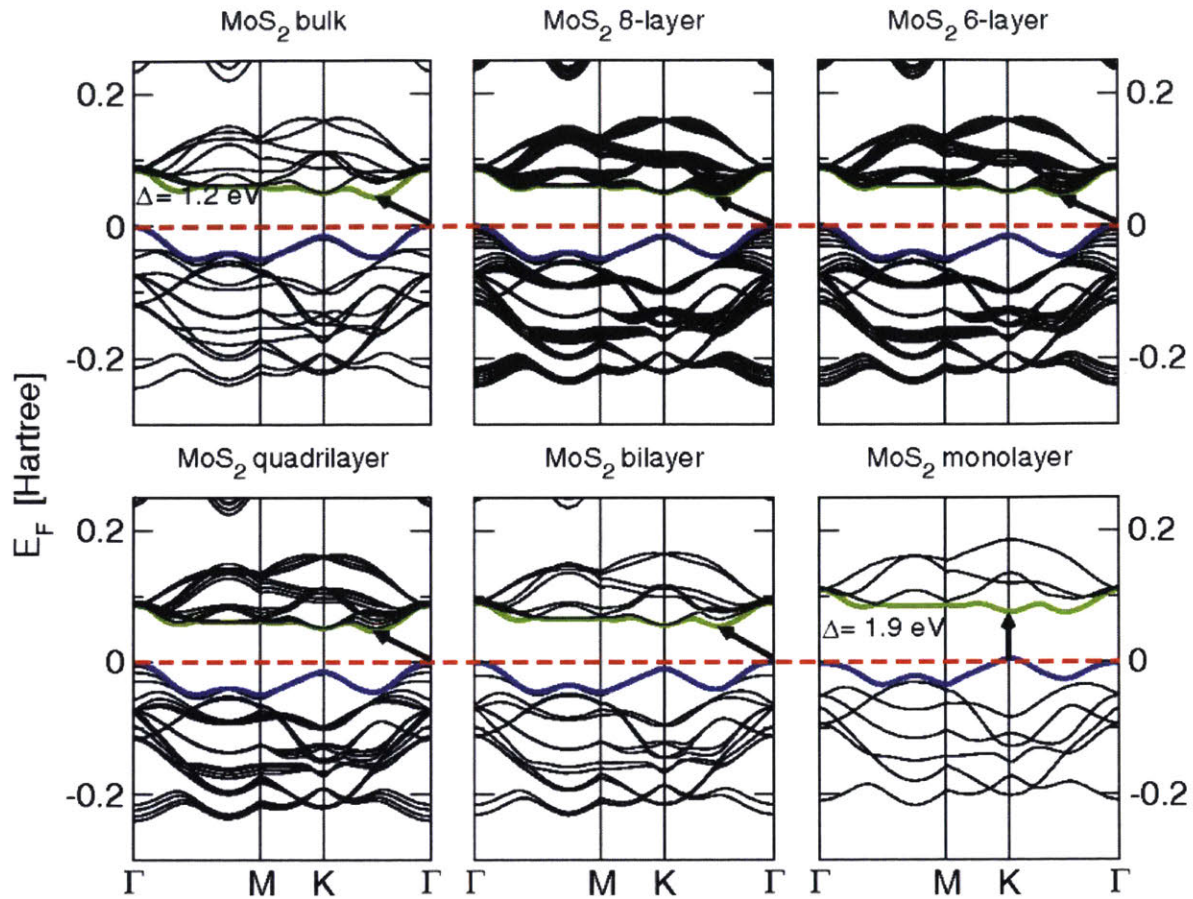 MoS2 bulk
MoS2 8-layer
MoS2 6-layer
0.2
0.2
Δ= 1.2 eV
0
0
-0.2
-0.2
EF [Hartree]
MoS2 quadrilayer
MoS2 bilayer
MoS2 monolayer
0.2
0.2
Δ= 1.9 eV
0
0
-0.2
-0.2
Γ M K Γ
Γ M K Γ
Γ M K Γ